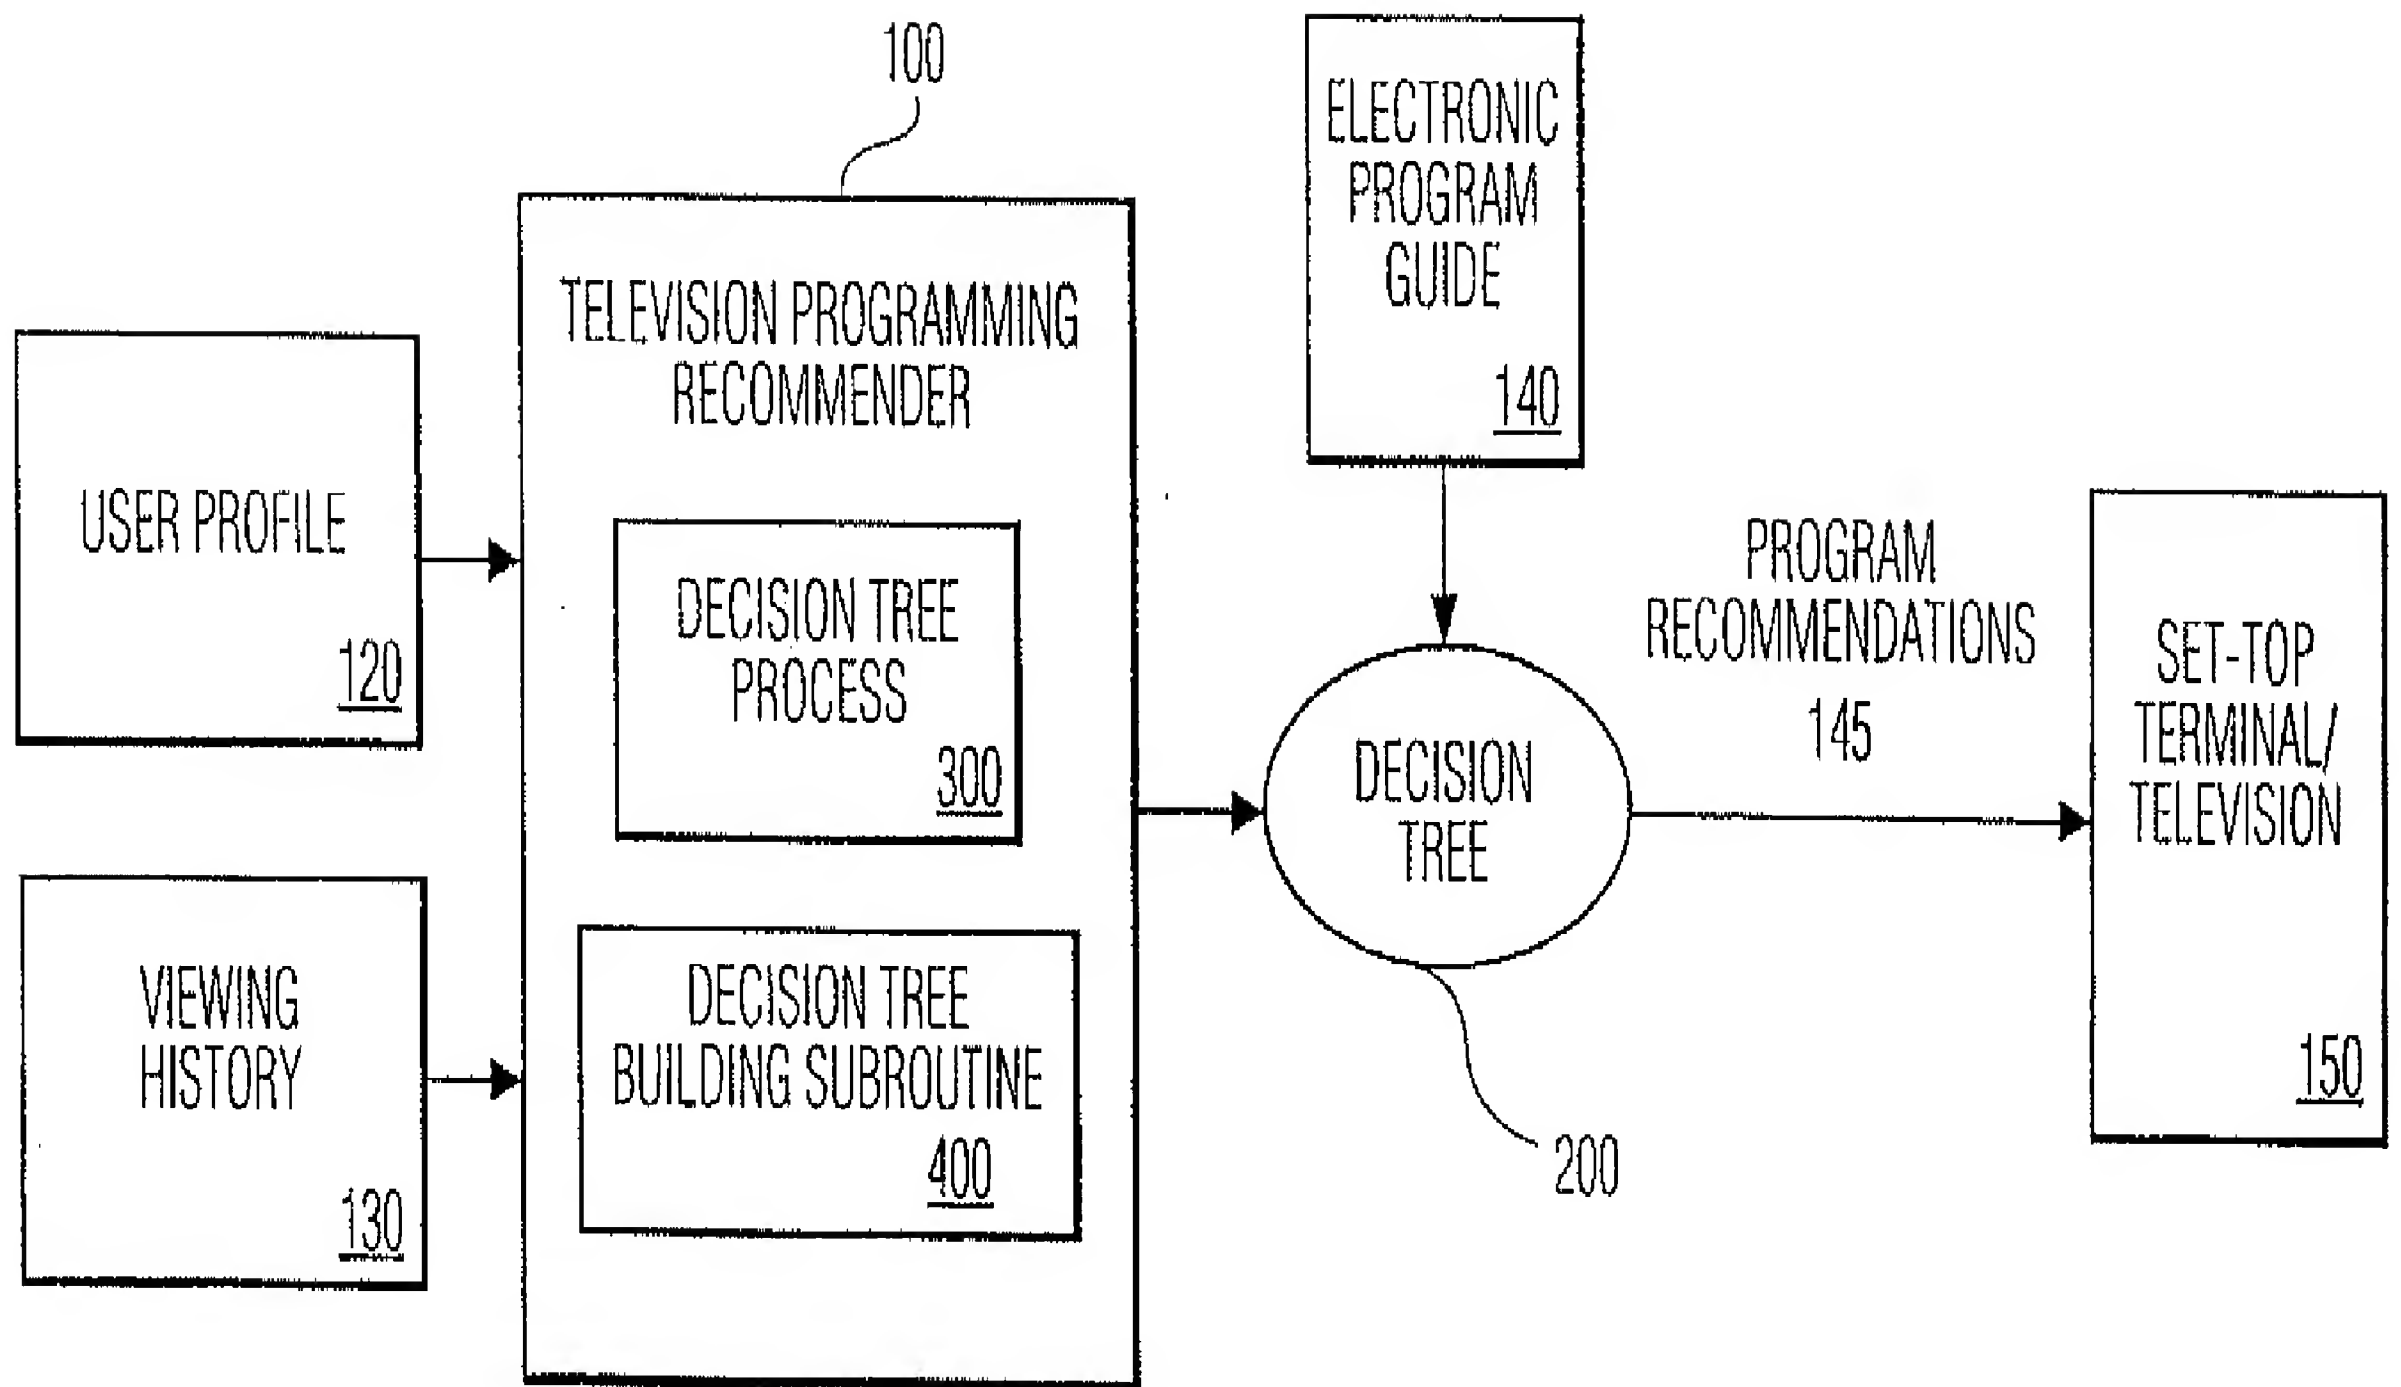 100
TELEVISION PROGRAMMING
RECOMMENDER
USER PROFILE
120
VIEWING
HISTORY
130
DECISION TREE
PROCESS
300
DECISION TREE
BUILDING SUBROUTINE
400
ELECTRONIC
PROGRAM
GUIDE
140
DECISION
TREE
200
PROGRAM
RECOMMENDATIONS
145
SET-TOP
TERMINAL/
TELEVISION
150